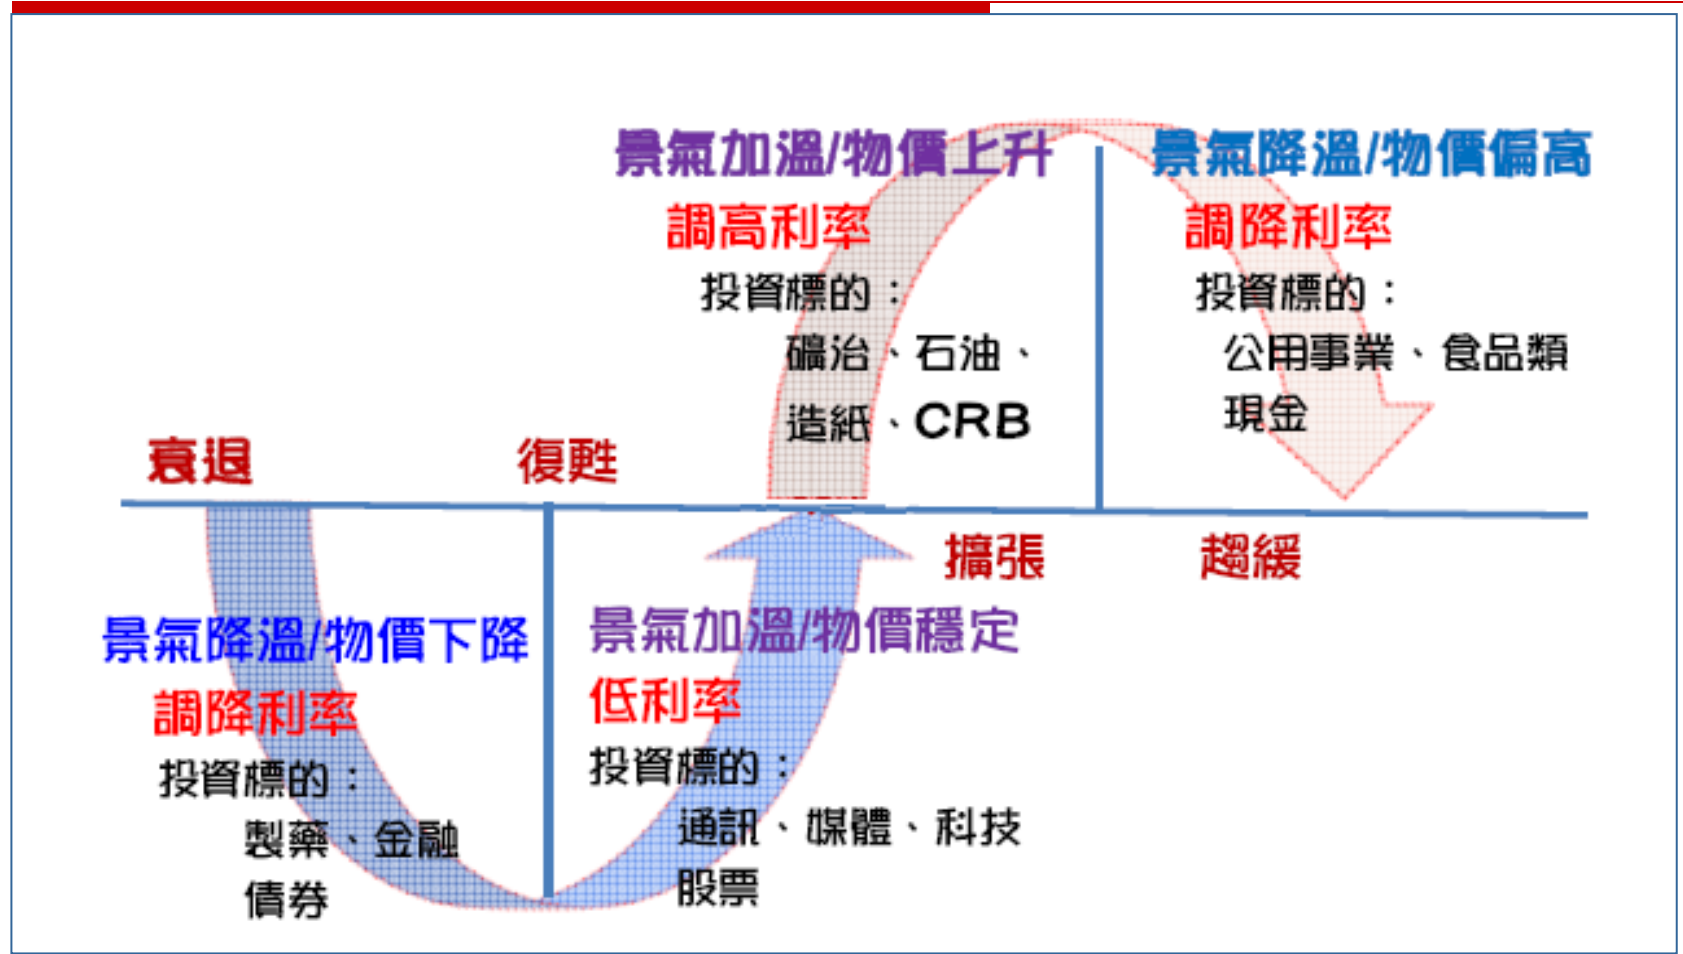 景氣加溫/物價上升
調高利率
投資標的：
礦冶、石油、
造紙、CRB
景氣降溫/物價偏高
調降利率
投資標的：
公用事業、食品類
現金
衰退
復甦
擴張
趨緩
景氣降溫/物價下降
調降利率
投資標的：
製藥、金融
債券
景氣加溫/物價穩定
低利率
投資標的：
通訊、媒體、科技
股票